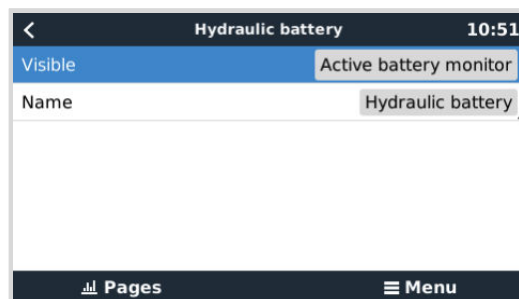 Hydraulic battery 10:51
Visible Active battery monitor
Name Hydraulic battery
Pages Menu